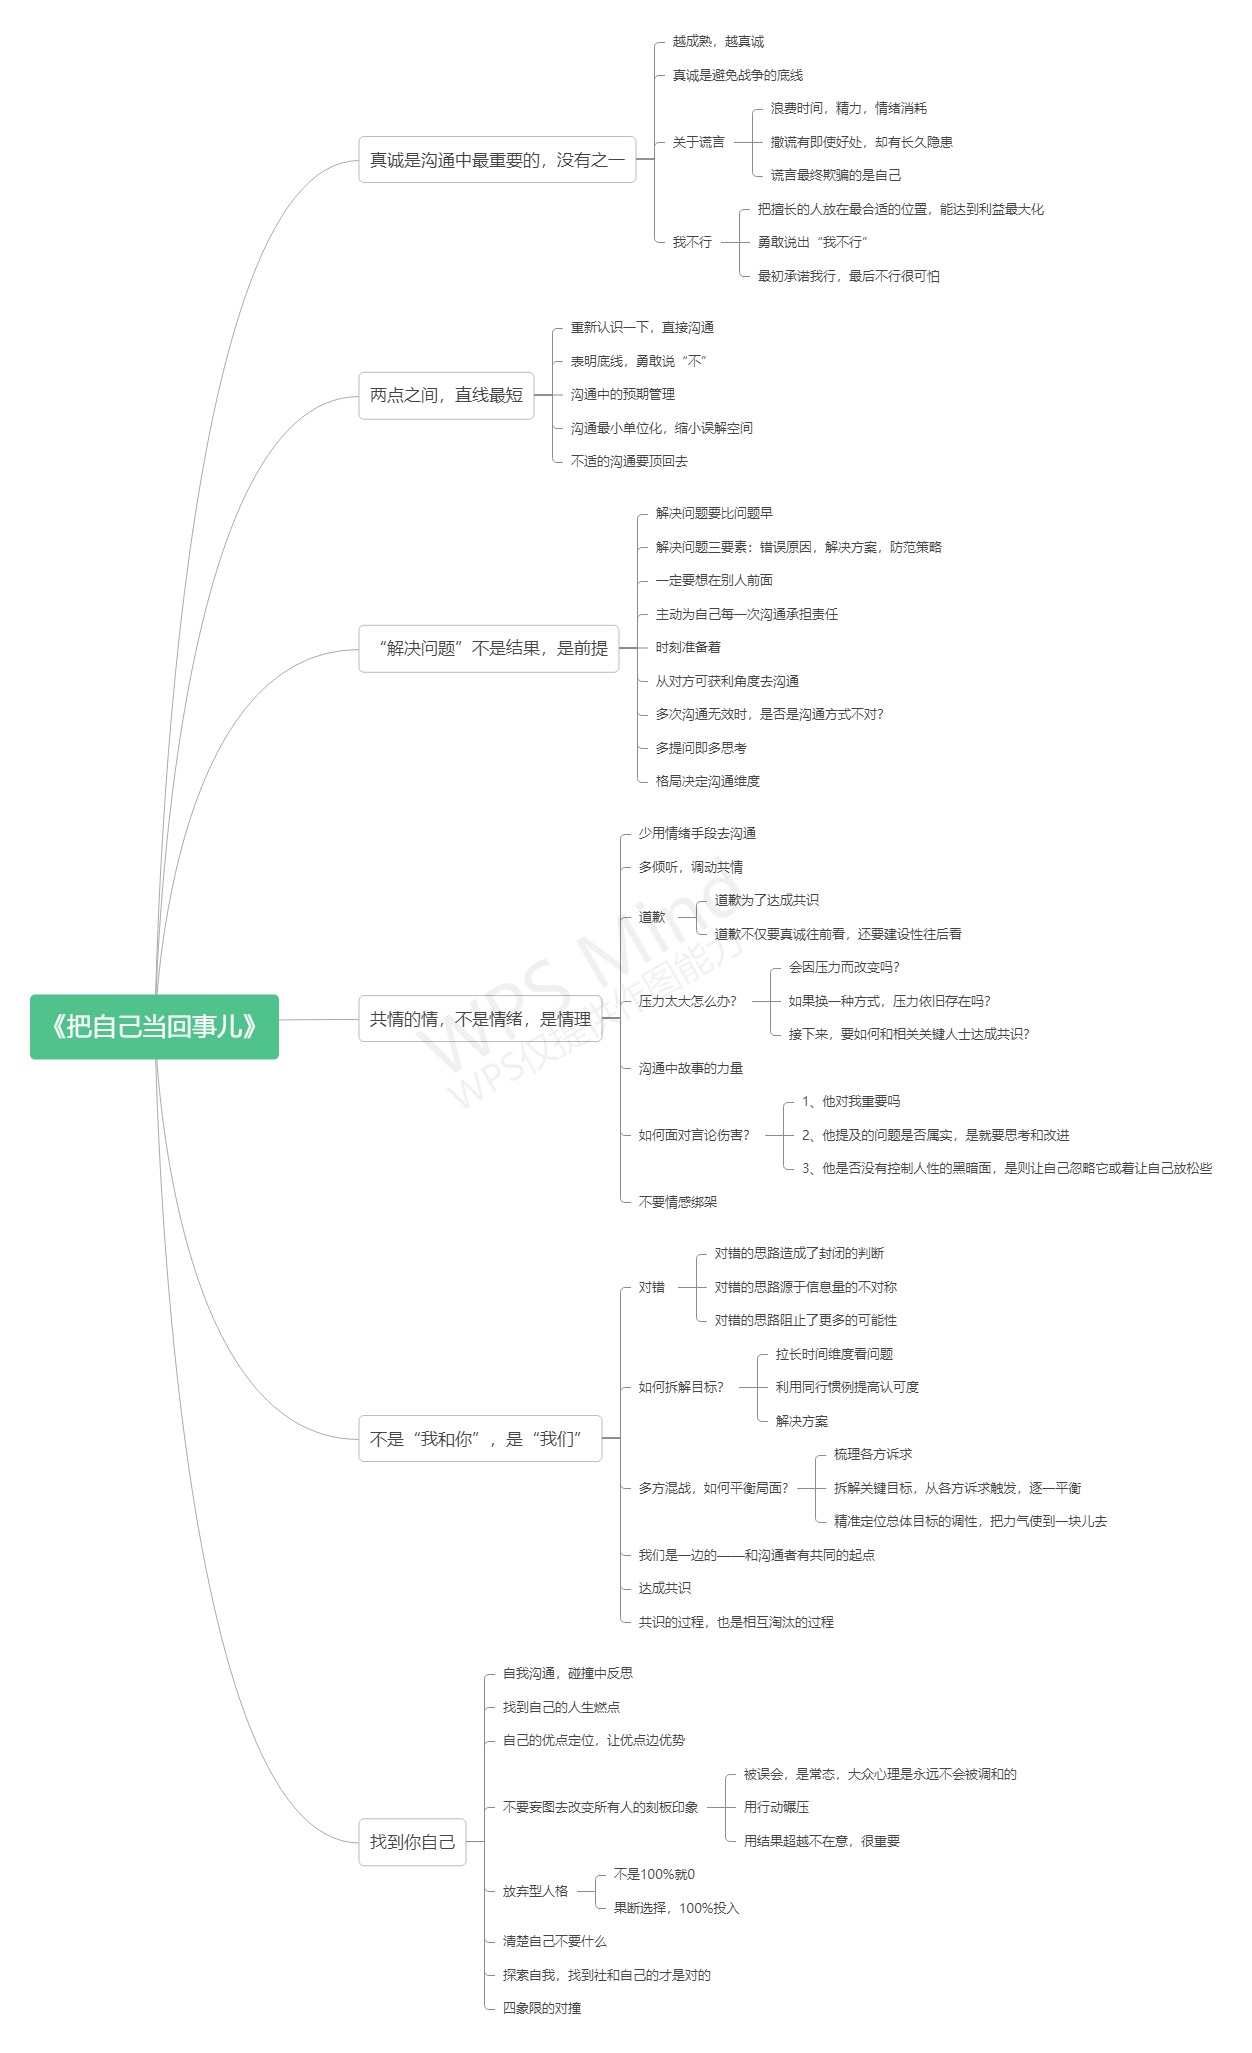 《把自己当回事儿》
真诚是沟通中最重要的，没有之一
越成熟，越真诚
真诚是避免战争的底线
关于谎言
浪费时间，精力，情绪消耗
撒谎有即使好处，却有长久隐患
谎言最终欺骗的是自己
我不行
把擅长的人放在最合适的位置，能达到利益最大化
勇敢说出“我不行”
最初承诺我行，最后不行很可怕
两点之间，直线最短
重新认识一下，直接沟通
表明底线，勇敢说“不”
沟通中的预期管理
沟通最小单位化，缩小误解空间
不适的沟通要顶回去
“解决问题”不是结果，是前提
解决问题要比问题早
解决问题三要素：错误原因，解决方案，防范策略
一定要想在别人前面
主动为自己每一次沟通承担责任
时刻准备着
从对方可获利角度去沟通
多次沟通无效时，是否是沟通方式不对？
多提问即多思考
格局决定沟通维度
共情的情，不是情绪，是情理
少用情绪手段去沟通
多倾听，调动共情
道歉
道歉为了达成共识
道歉不仅要真诚往前看，还要建设性往后看
压力太大怎么办？
会因压力而改变吗？
如果换一种方式，压力依旧存在吗？
接下来，要如何和相关关键人士达成共识？
沟通中故事的力量
如何面对言论伤害？
1、他对我重要吗
2、他提及的问题是否属实，是就要思考和改进
3、他是否没有控制人性的黑暗面，是则让自己忽略它或着让自己放松些
不要情感绑架
不是“我和你”，是“我们”
对错
对错的思路造成了封闭的判断
对错的思路源于信息量的不对称
对错的思路阻止了更多的可能性
如何拆解目标？
拉长时间维度看问题
利用同行惯例提高认可度
解决方案
多方混战，如何平衡局面？
梳理各方诉求
拆解关键目标，从各方诉求触发，逐一平衡
精准定位总体目标的调性，把力气使到一块儿去
我们是一边的——和沟通者有共同的起点
达成共识
共识的过程，也是相互淘汰的过程
找到你自己
自我沟通，碰撞中反思
找到自己的人生燃点
自己的优点定位，让优点边优势
不要妄图去改变所有人的刻板印象
被误会，是常态，大众心理是永远不会被调和的
用行动碾压
用结果超越不在意，很重要
放弃型人格
不是100%就0
果断选择，100%投入
清楚自己不要什么
探索自我，找到社和自己的才是对的
四象限的对撞
WPS Mind
WPS仅提供作图能力